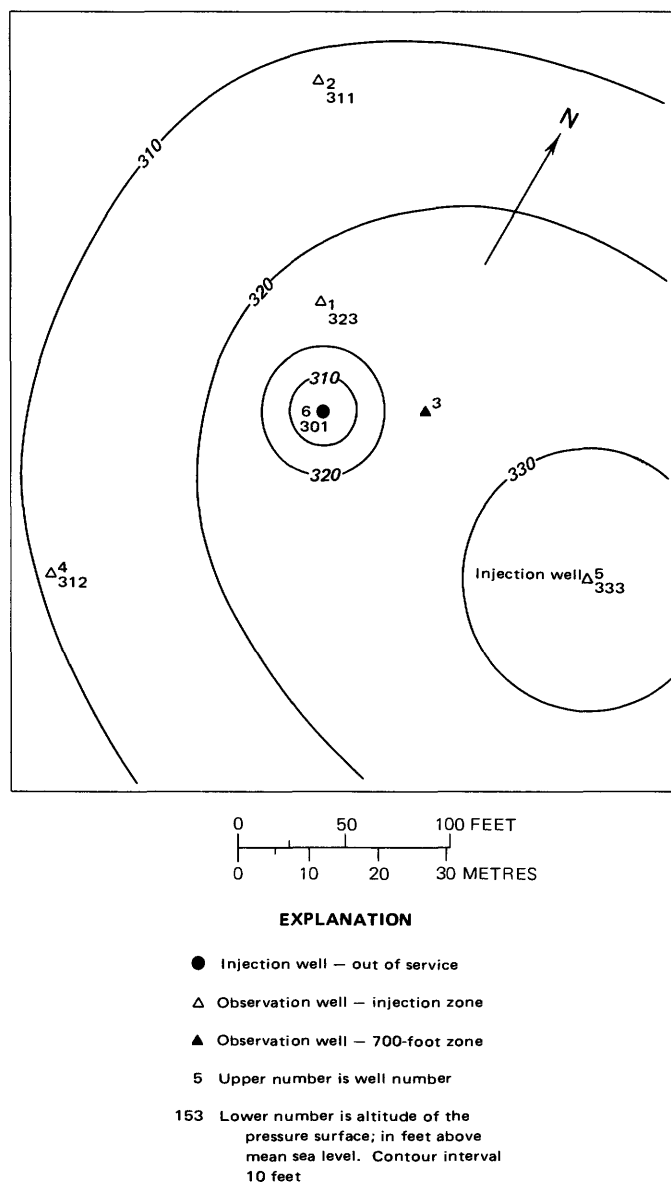 2
311
N
310
320
1
323
310
3
6
301
320
330
4
312
Injection well 5
333
0 50 100 FEET
0 10 20 30 METRES
EXPLANATION
Injection well — out of service
Observation well — injection zone
Observation well — 700-foot zone
5 Upper number is well number
153 Lower number is altitude of the
pressure surface; in feet above
mean sea level. Contour interval
10 feet